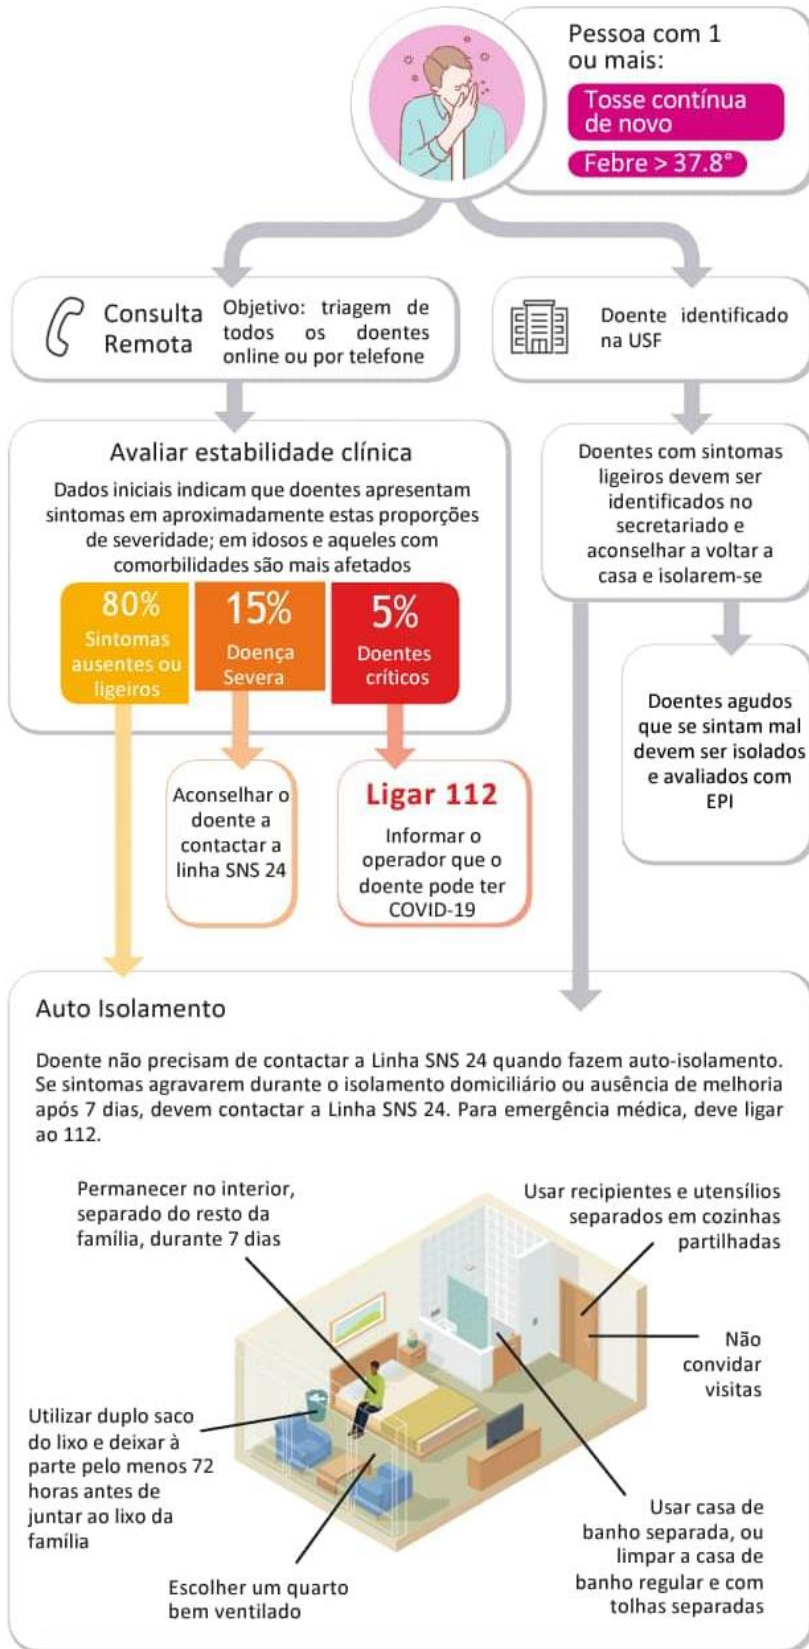 Pessoa com 1
ou mais:
Tosse contínua
de novo
Febre > 37.8°
Consulta
Remota
Objetivo: triagem de
todos os doentes
online ou por telefone
Doente identificado
na USF
Avaliar estabilidade clínica
Dados iniciais indicam que doentes apresentam
sintomas em aproximadamente estas proporções
de severidade; em idosos e aqueles com
comorbilidades são mais afetados
80%
Sintomas
ausentes ou
ligeiros
15%
Doença
Severa
5%
Doentes
críticos
Doentes com sintomas
ligeiros devem ser
identificados no
secretariado e
aconselhar a voltar a
casa e isolarem-se
Doentes agudos
que se sintam mal
devem ser isolados
e avaliados com
EPI
Aconselhar o
doente a
contactar a
linha SNS 24
Ligar 112
Informar o
operador que o
doente pode ter
COVID-19
Auto Isolamento
Doente não precisam de contactar a Linha SNS 24 quando fazem auto-isolamento.
Se sintomas agravarem durante o isolamento domiciliário ou ausência de melhoria
após 7 dias, devem contactar a Linha SNS 24. Para emergência médica, deve ligar
ao 112.
Permanecer no interior,
separado do resto da
família, durante 7 dias
Usar recipientes e utensílios
separados em cozinhas
partilhadas
Não
convidar
visitas
Utilizar duplo saco
do lixo e deixar à
parte pelo menos 72
horas antes de
juntar ao lixo da
família
Escolher um quarto
bem ventilado
Usar casa de
banho separada, ou
limpar a casa de
banho regular e com
tolhas separadas